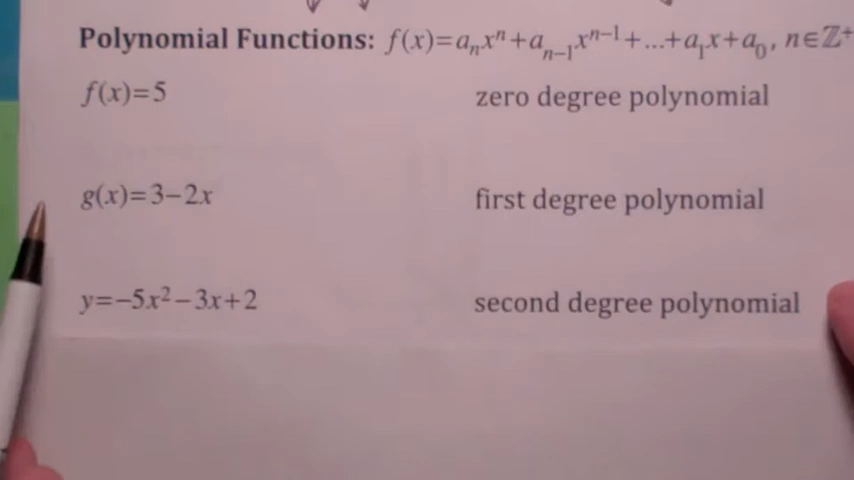 Polynomial Functions: f(x)=aₙxⁿ+aₙ₋₁xⁿ⁻¹+...+a₁x+a₀, n∈ℤ⁺
f(x)=5 zero degree polynomial
g(x)=3−2x first degree polynomial
y=−5x²−3x+2 second degree polynomial